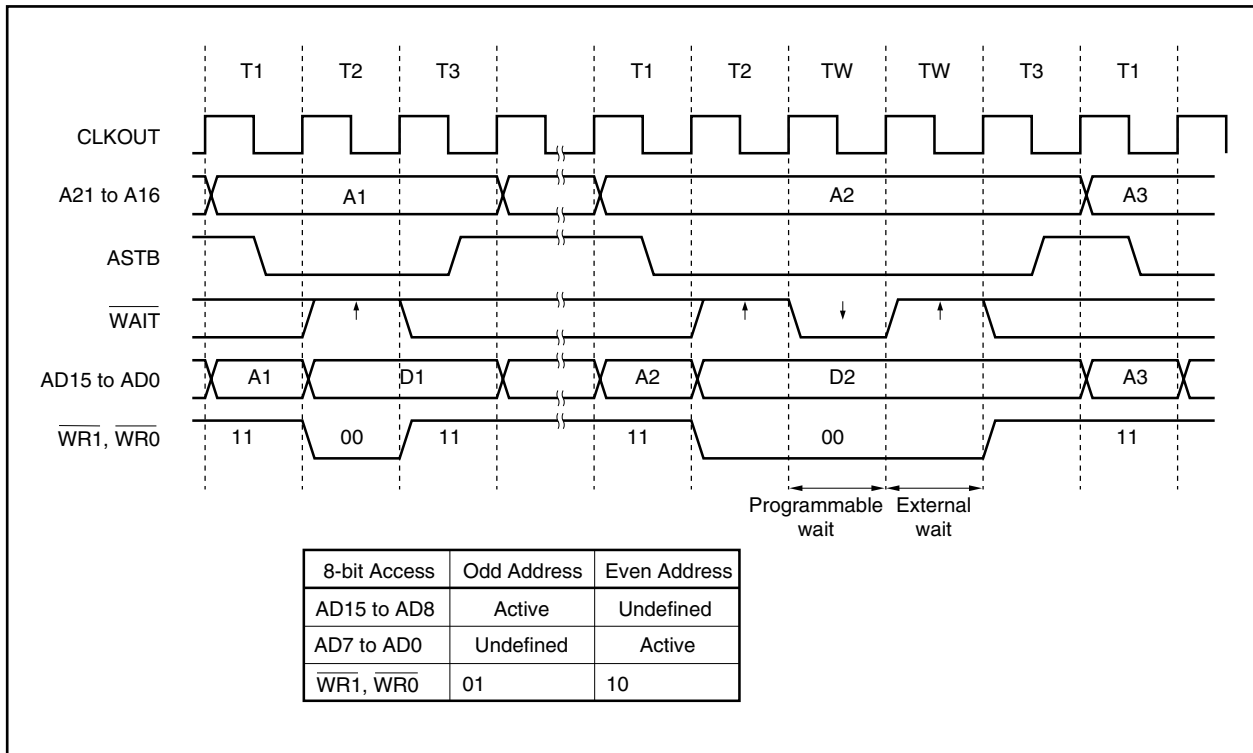 T1 T2 T3 T1 T2 TW TW T3 T1
CLKOUT
A21 to A16 A1 A2 A3
ASTB
WAIT
AD15 to AD0 A1 D1 A2 D2 A3
WR1, WR0 11 00 11 11 00 11
Programmable wait
External wait
8-bit Access Odd Address Even Address
AD15 to AD8 Active Undefined
AD7 to AD0 Undefined Active
WR1, WR0 01 10